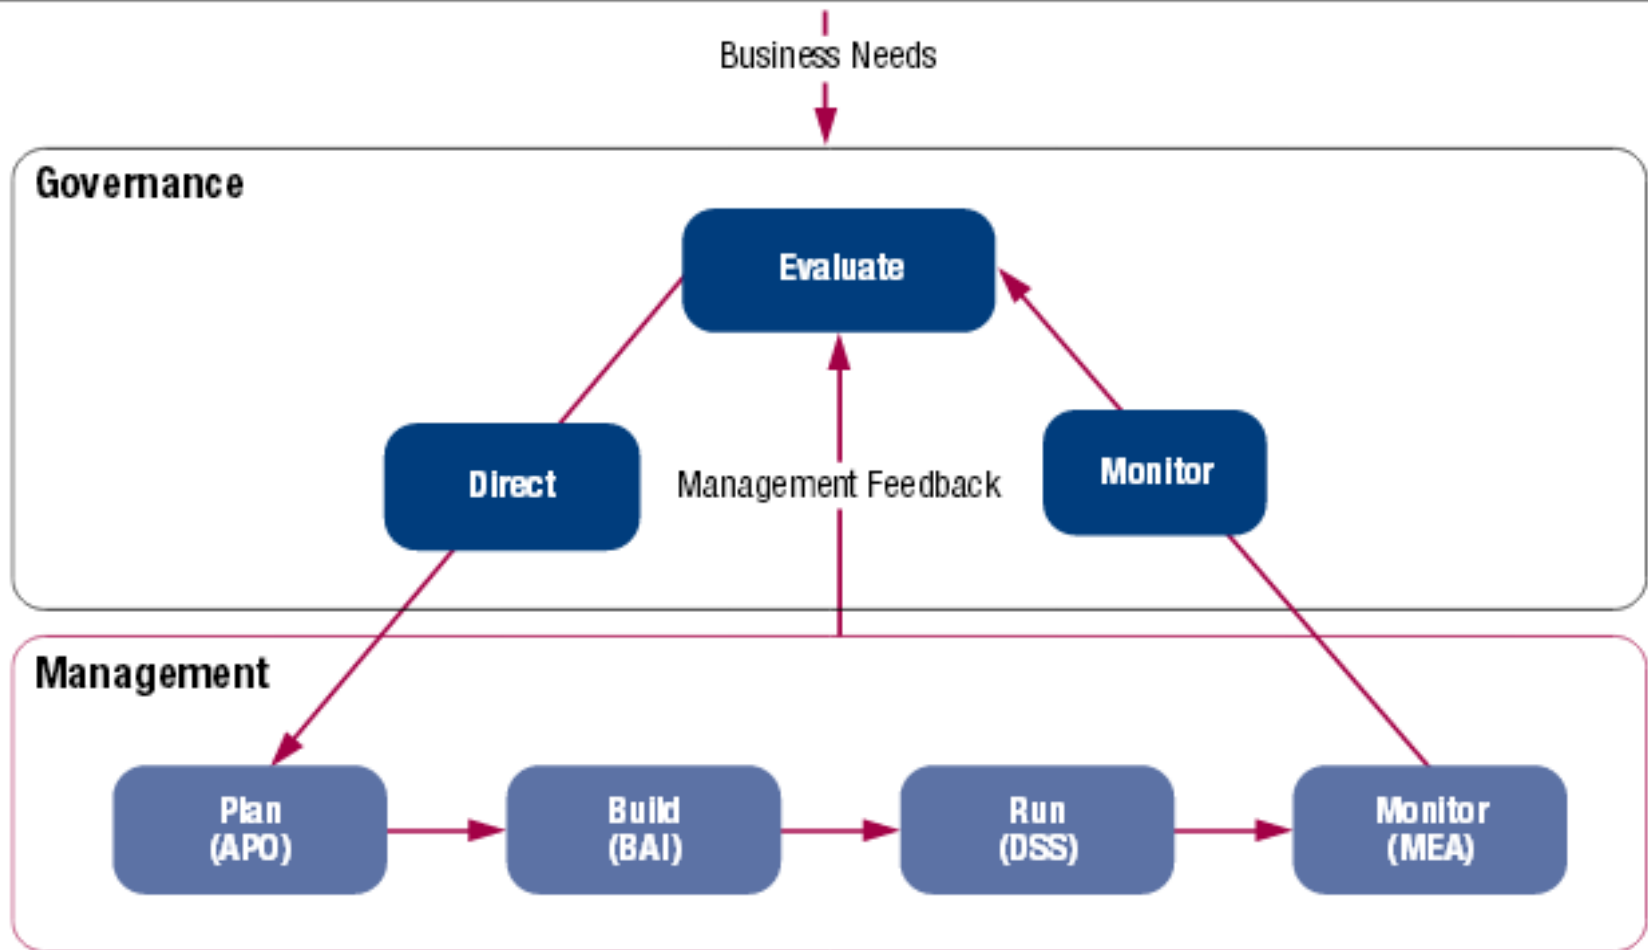 Business Needs
Governance
Evaluate
Direct
Management Feedback
Monitor
Management
Plan
(APO)
Build
(BAI)
Run
(DSS)
Monitor
(MEA)